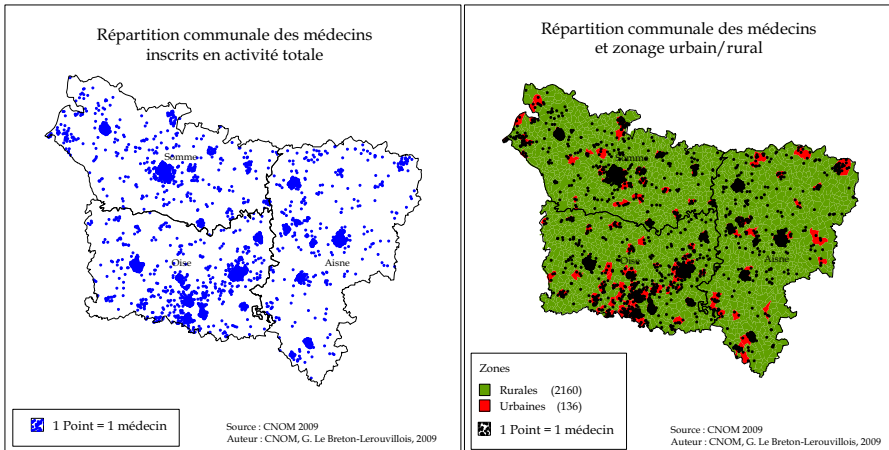 Répartition communale des médecins
inscrits en activité totale
Somme
Oise
Aisne
1 Point = 1 médecin
Source : CNOM 2009
Auteur : CNOM, G. Le Breton-Lerouvillois, 2009
Répartition communale des médecins
et zonage urbain/rural
Somme
Oise
Aisne
Zones
Rurales (2160)
Urbaines (136)
1 Point = 1 médecin
Source : CNOM 2009
Auteur : CNOM, G. Le Breton-Lerouvillois, 2009